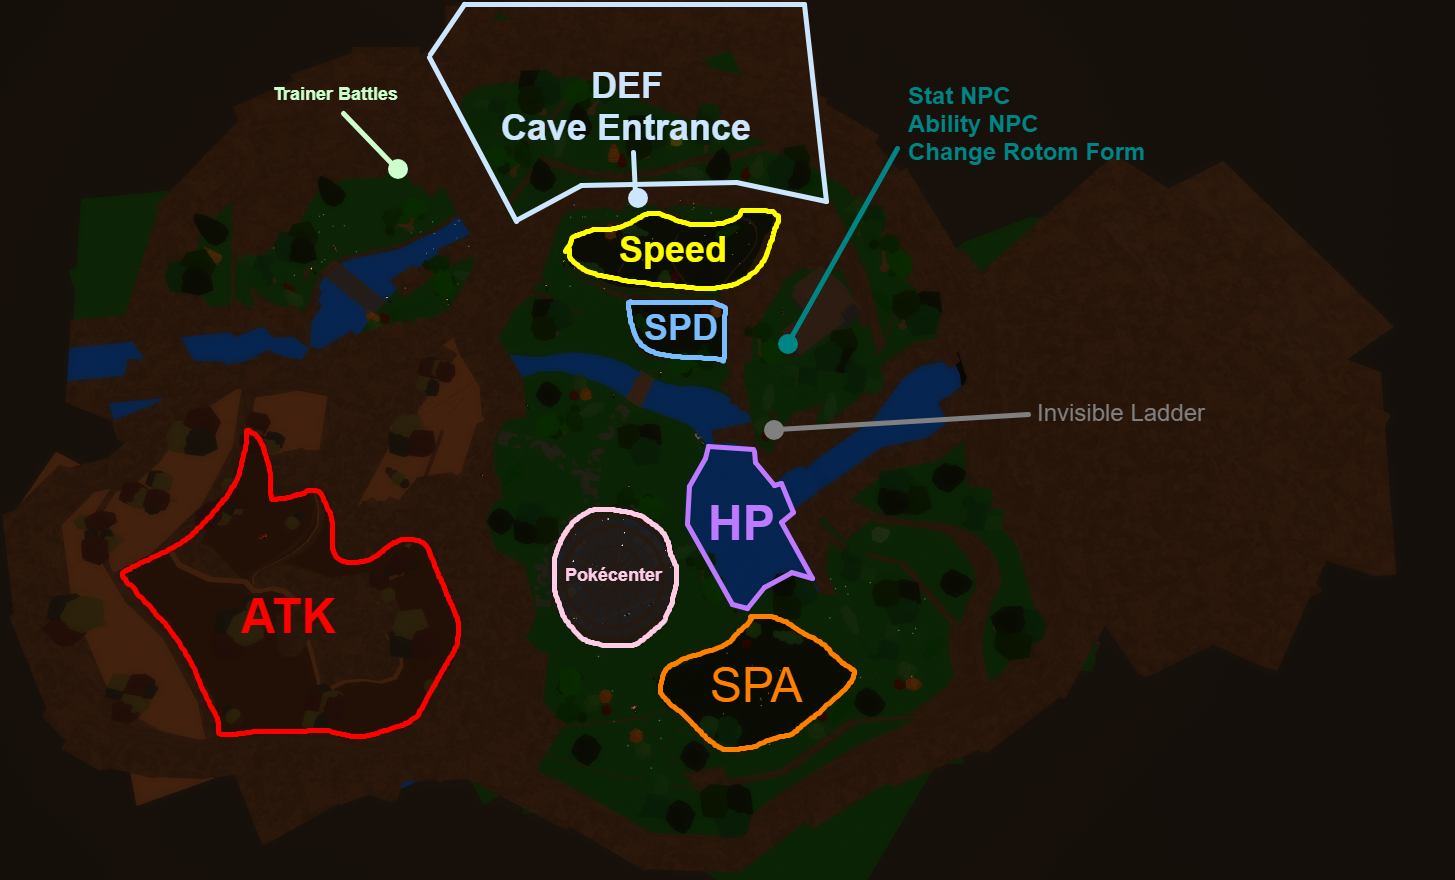 DEF
Cave Entrance
Trainer Battles
Stat NPC
Ability NPC
Change Rotom Form
Speed
SPD
Invisible Ladder
HP
Pokécenter
ATK
SPA